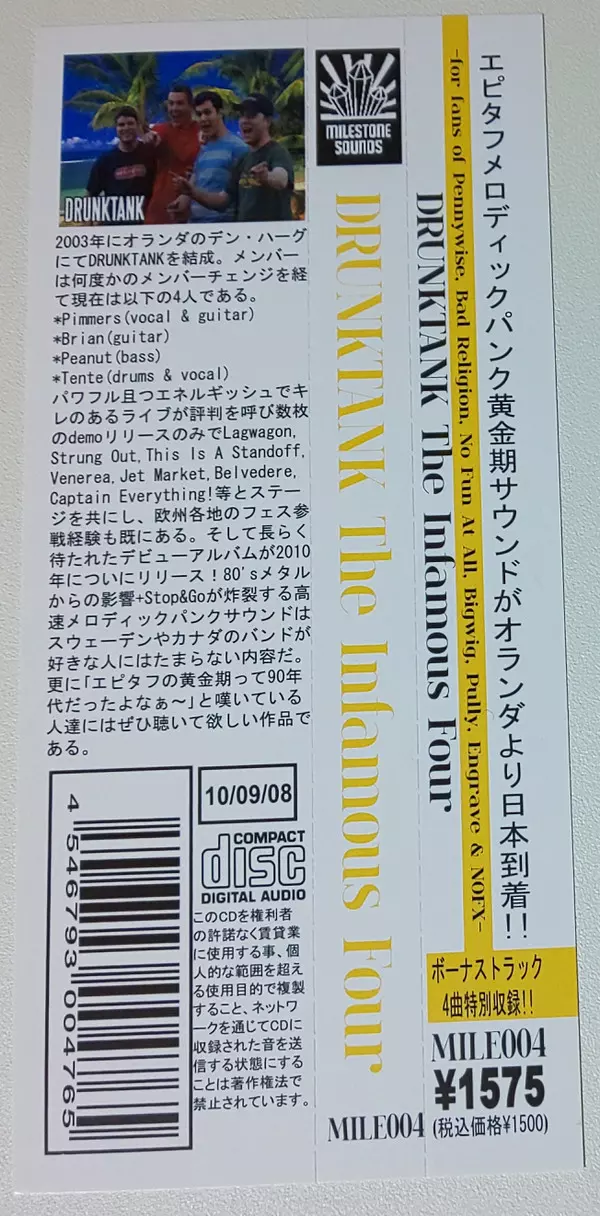 DRUNKTANK
2003年にオランダのデン・ハーグ
にてDRUNKTANKを結成。メンバー
は何度かのメンバーチェンジを経
て現在は以下の4人である。
*Pimmers(vocal & guitar)
*Brian(guitar)
*Peanut(bass)
*Tente(drums & vocal)
パワフル且つエネルギッシュでキ
レのあるライブが評判を呼び数枚
のdemoリリースのみでLagwagon,
Strung Out,This Is A Standoff,
Venerea,Jet Market,Belvedere,
Captain Everything!等とステー
ジを共にし、欧州各地のフェス参
戦経験も既にある。そして長らく
待たれたデビューアルバムが2010
年についにリリース！80'sメタル
からの影響+Stop&Goが炸裂する高
速メロディックパンクサウンドは
スウェーデンやカナダのバンドが
好きな人にはたまらない内容だ。
更に「エピタフの黄金期って90年
代だったよなぁ～」と嘆いている
人達にはぜひ聴いて欲しい作品で
ある。
4 546793 004765
10/09/08
COMPACT
disc
DIGITAL AUDIO
このCDを権利者
の許諾なく賃貸業
に使用する事、個
人的な範囲を超え
る使用目的で複製
すること、ネットワ
ークを通じてCDに
収録された音を送
信する状態にする
ことは著作権法で
禁止されています。
MILESTONE
SOUNDS
DRUNKTANK The Infamous Four
MILE004
エピタフメロディックパンク黄金期サウンドがオランダより日本到着!!
-for fans of Pennywise, Bad Religion, No Fun At All, Bigwig, Pully, Engrave & NOFX-
DRUNKTANK The Infamous Four
ボーナストラック
4曲特別収録!!
MILE004
¥1575
(税込価格¥1500)